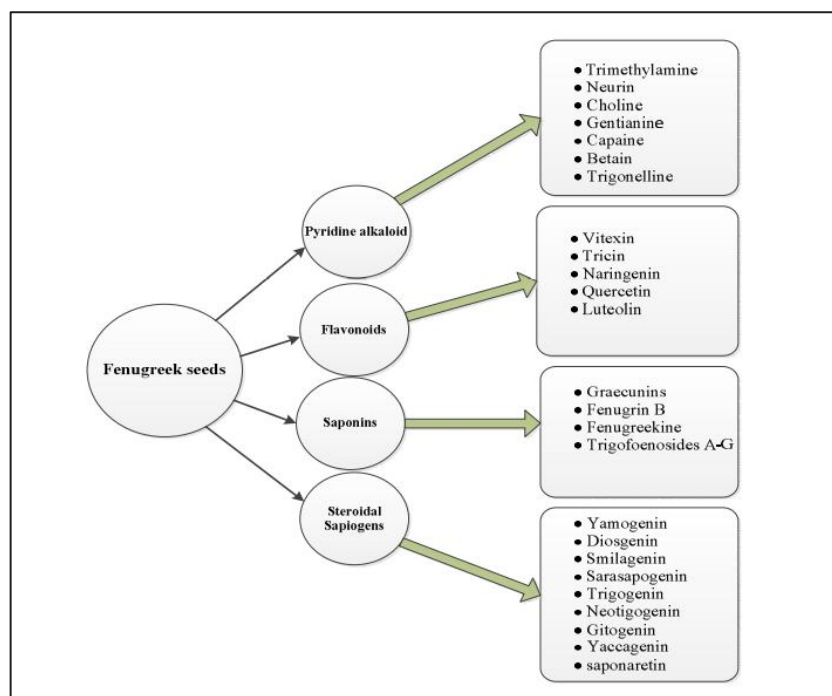 Fenugreek seeds
Pyridine alkaloid
● Trimethylamine
● Neurin
● Choline
● Gentianine
● Capaine
● Betain
● Trigonelline
Flavonoids
● Vitexin
● Tricin
● Naringenin
● Quercetin
● Luteolin
Saponins
● Graecunins
● Fenugrin B
● Fenugreekine
● Trigofoenosides A-G
Steroidal
Sapiogens
● Yamogenin
● Diosgenin
● Smilagenin
● Sarasapogenin
● Trigogenin
● Neotigogenin
● Gitogenin
● Yaccagenin
● saponaretin